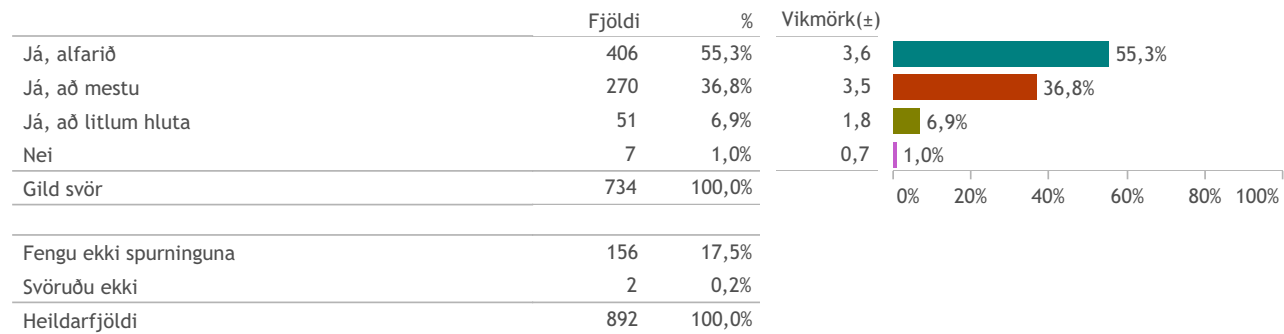 Fjöldi % Vikmörk(±)
Já, alfarið 406 55,3% 3,6 55,3%
Já, að mestu 270 36,8% 3,5 36,8%
Já, að litlum hluta 51 6,9% 1,8 6,9%
Nei 7 1,0% 0,7 1,0%
Gild svör 734 100,0%
0% 20% 40% 60% 80% 100%
Fengu ekki spurninguna 156 17,5%
Svöruðu ekki 2 0,2%
Heildarfjöldi 892 100,0%